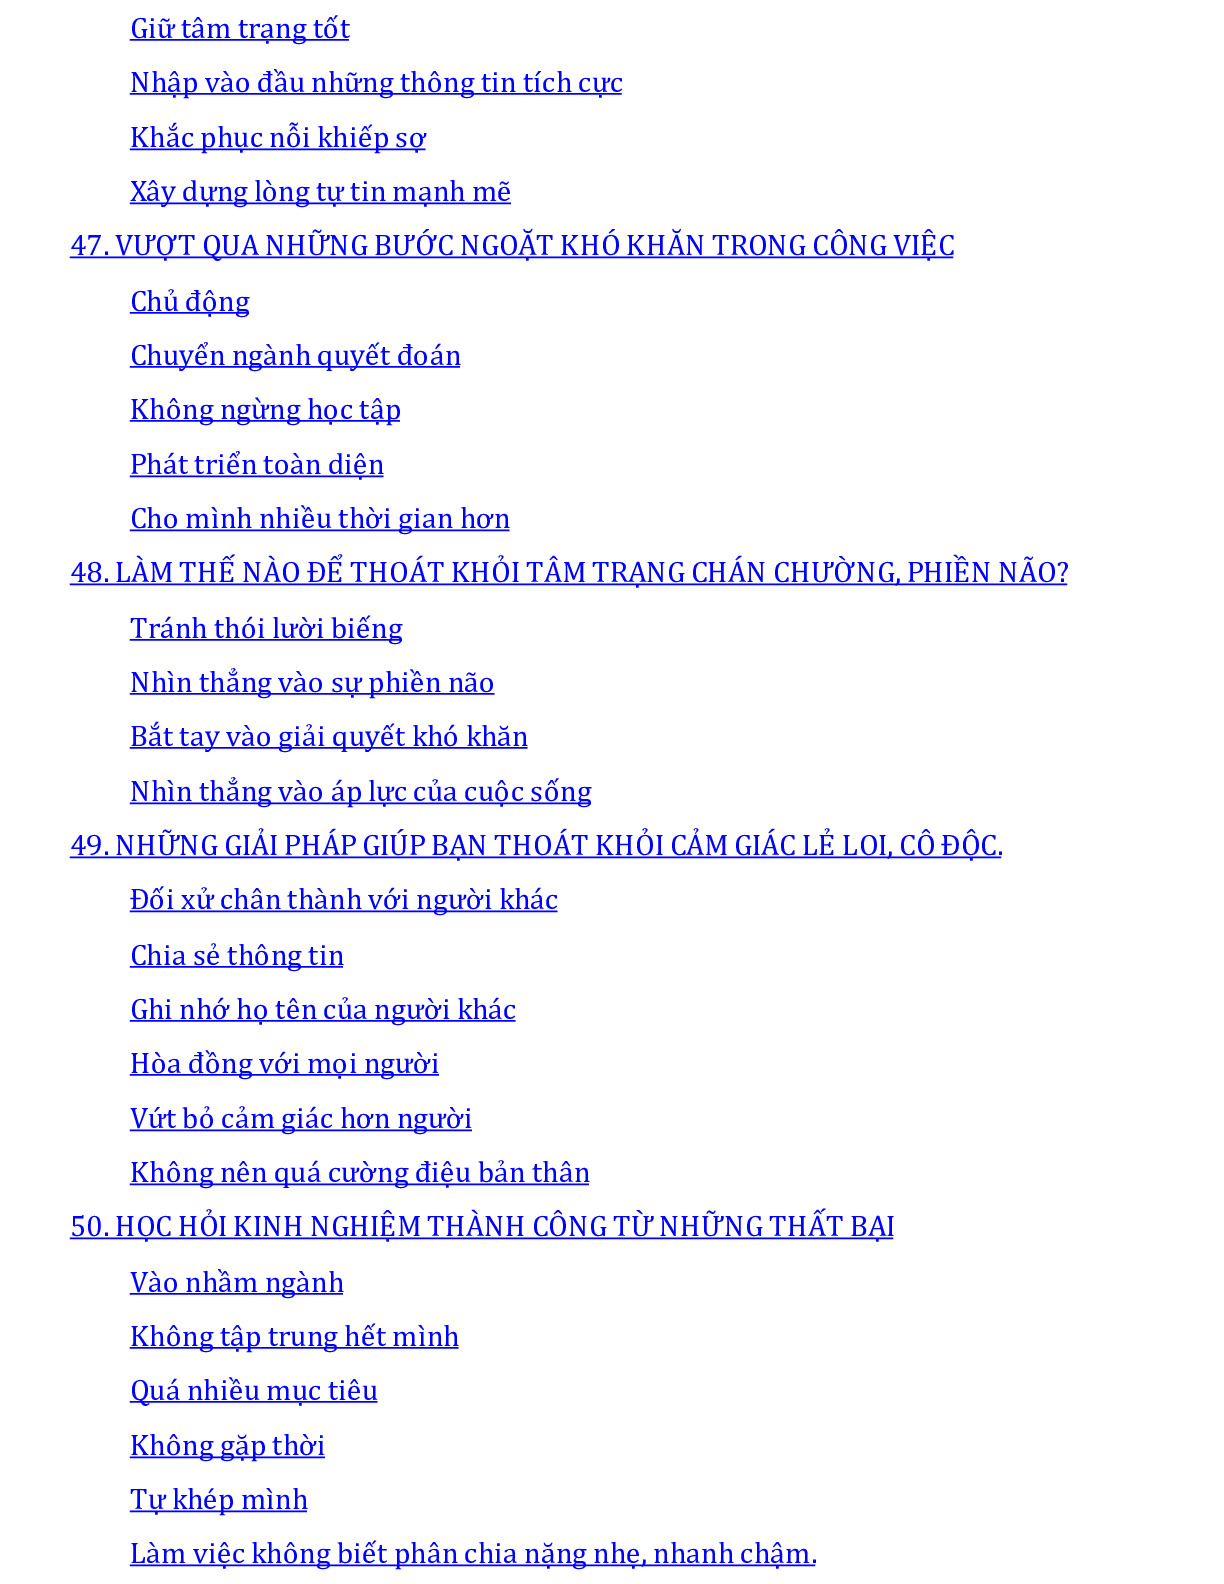 Giữ tâm trạng tốt
Nhập vào đầu những thông tin tích cực
Khắc phục nỗi khiếp sợ
Xây dựng lòng tự tin mạnh mẽ
47. VƯỢT QUA NHỮNG BƯỚC NGOẶT KHÓ KHĂN TRONG CÔNG VIỆC
Chủ động
Chuyển ngành quyết đoán
Không ngừng học tập
Phát triển toàn diện
Cho mình nhiều thời gian hơn
48. LÀM THẾ NÀO ĐỂ THOÁT KHỎI TÂM TRẠNG CHÁN CHƯỜNG, PHIỀN NÃO?
Tránh thói lười biếng
Nhìn thẳng vào sự phiền não
Bắt tay vào giải quyết khó khăn
Nhìn thẳng vào áp lực của cuộc sống
49. NHỮNG GIẢI PHÁP GIÚP BẠN THOÁT KHỎI CẢM GIÁC LẺ LOI, CÔ ĐỘC.
Đối xử chân thành với người khác
Chia sẻ thông tin
Ghi nhớ họ tên của người khác
Hòa đồng với mọi người
Vứt bỏ cảm giác hơn người
Không nên quá cường điệu bản thân
50. HỌC HỎI KINH NGHIỆM THÀNH CÔNG TỪ NHỮNG THẤT BẠI
Vào nhầm ngành
Không tập trung hết mình
Quá nhiều mục tiêu
Không gặp thời
Tự khép mình
Làm việc không biết phân chia nặng nhẹ, nhanh chậm.